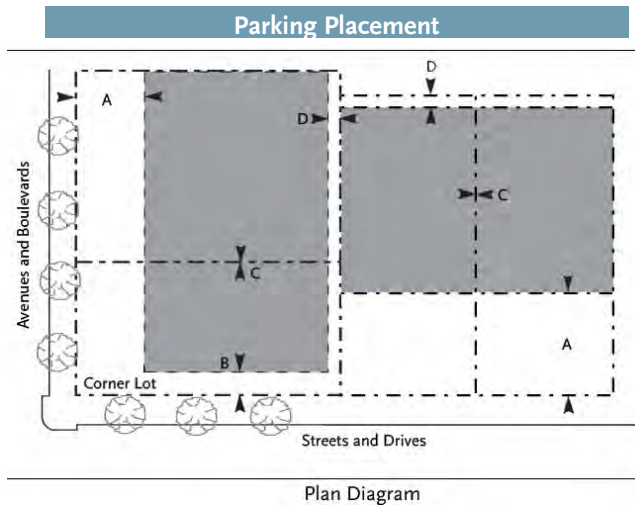 Parking Placement
D
A
D
C
Avenues and Boulevards
C
A
B
Corner Lot
Streets and Drives
Plan Diagram